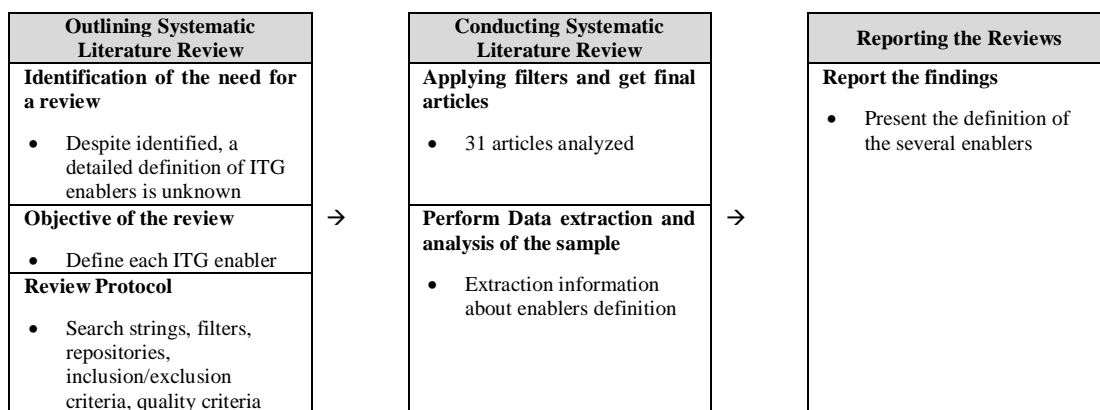 Outlining Systematic
Literature Review
Identification of the need for
a review
• Despite identified, a
detailed definition of ITG
enablers is unknown
Objective of the review
• Define each ITG enabler
Review Protocol
• Search strings, filters,
repositories,
inclusion/exclusion
criteria, quality criteria
→
Conducting Systematic
Literature Review
Applying filters and get final
articles
• 31 articles analyzed
Perform Data extraction and
analysis of the sample
• Extraction information
about enablers definition
→
Reporting the Reviews
Report the findings
• Present the definition of
the several enablers